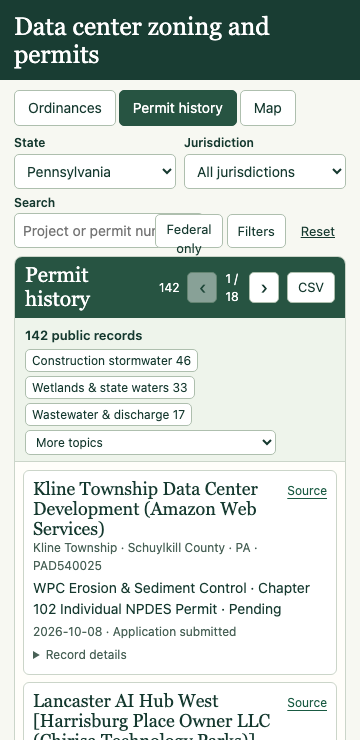 Data center zoning and
permits
Ordinances
Permit history
Map
State
Jurisdiction
Pennsylvania
All jurisdictions
Search
Project or permit nur
Federal
only
Filters
Reset
Permit
history
142
‹
1 /
18
›
CSV
142 public records
Construction stormwater 46
Wetlands & state waters 33
Wastewater & discharge 17
More topics
Kline Township Data Center
Development (Amazon Web
Services)
Source
Kline Township · Schuylkill County · PA ·
PAD540025
WPC Erosion & Sediment Control · Chapter
102 Individual NPDES Permit · Pending
2026-10-08 · Application submitted
Record details
Lancaster AI Hub West
[Harrisburg Place Owner LLC
(Chirisa Technology Parks)]
Source